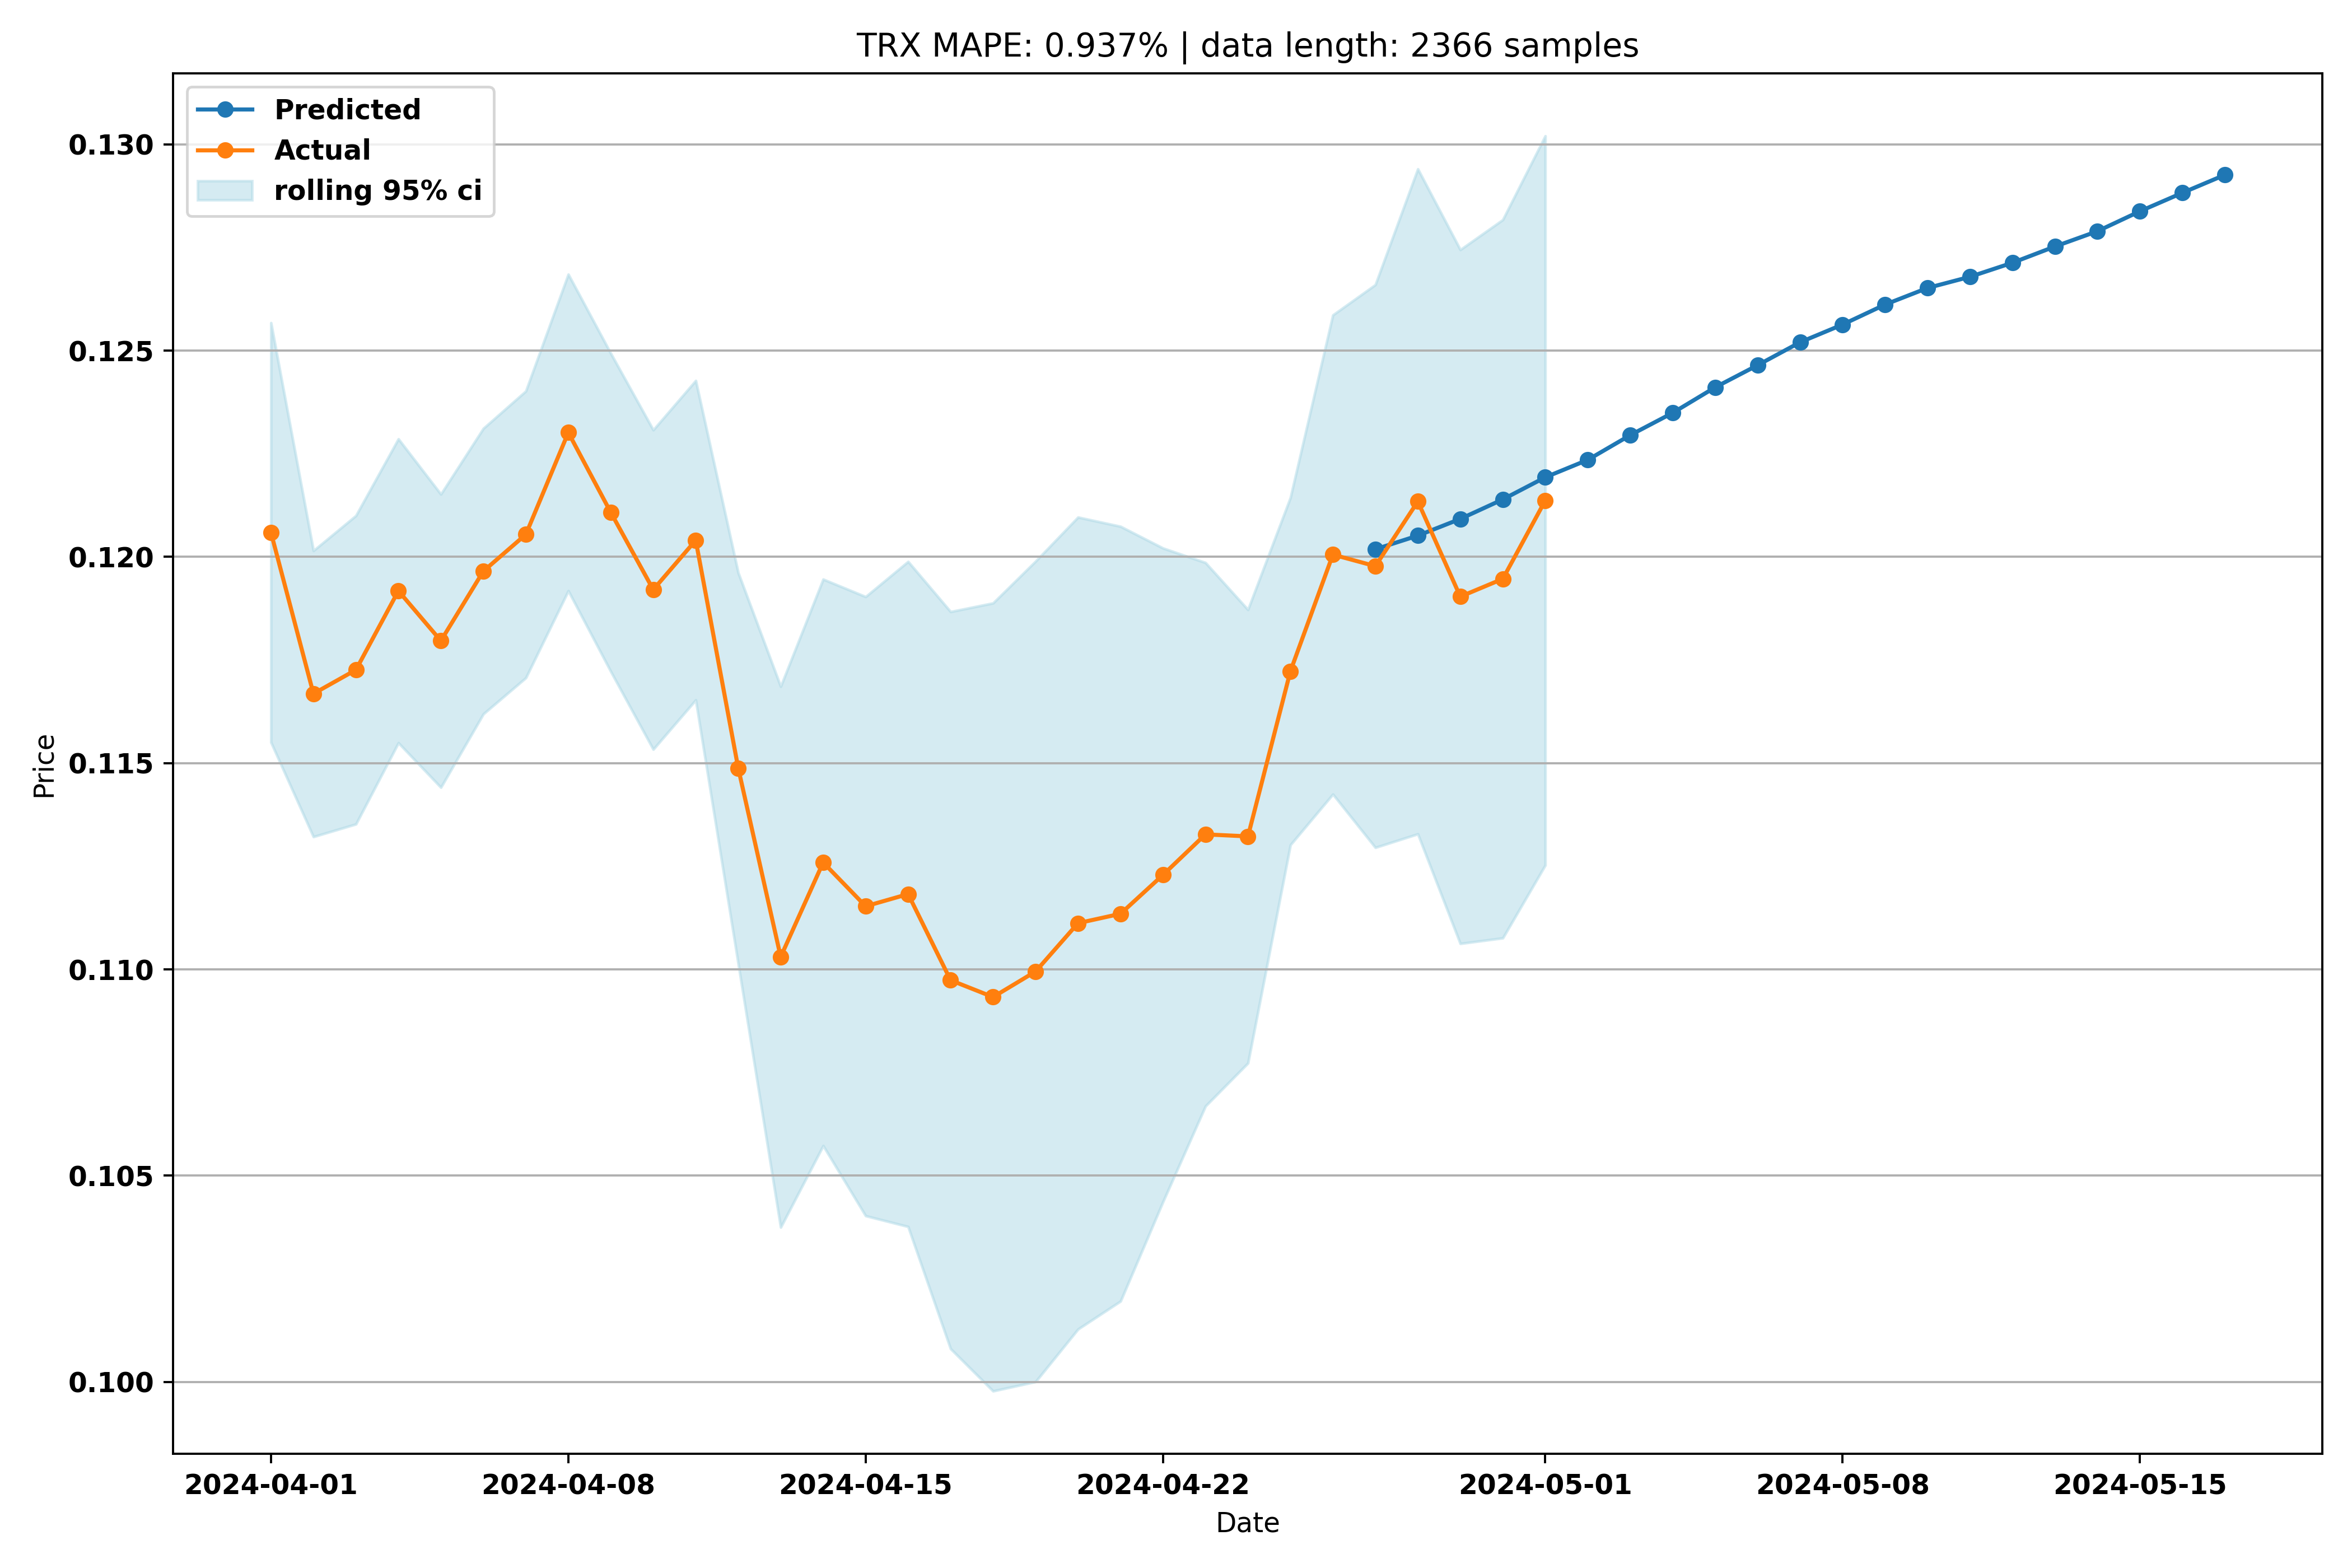 TRX MAPE: 0.937% | data length: 2366 samples
Predicted
Actual
rolling 95% ci
0.130
0.125
0.120
0.115
0.110
0.105
0.100
Price
2024-04-01
2024-04-08
2024-04-15
2024-04-22
2024-05-01
2024-05-08
2024-05-15
Date